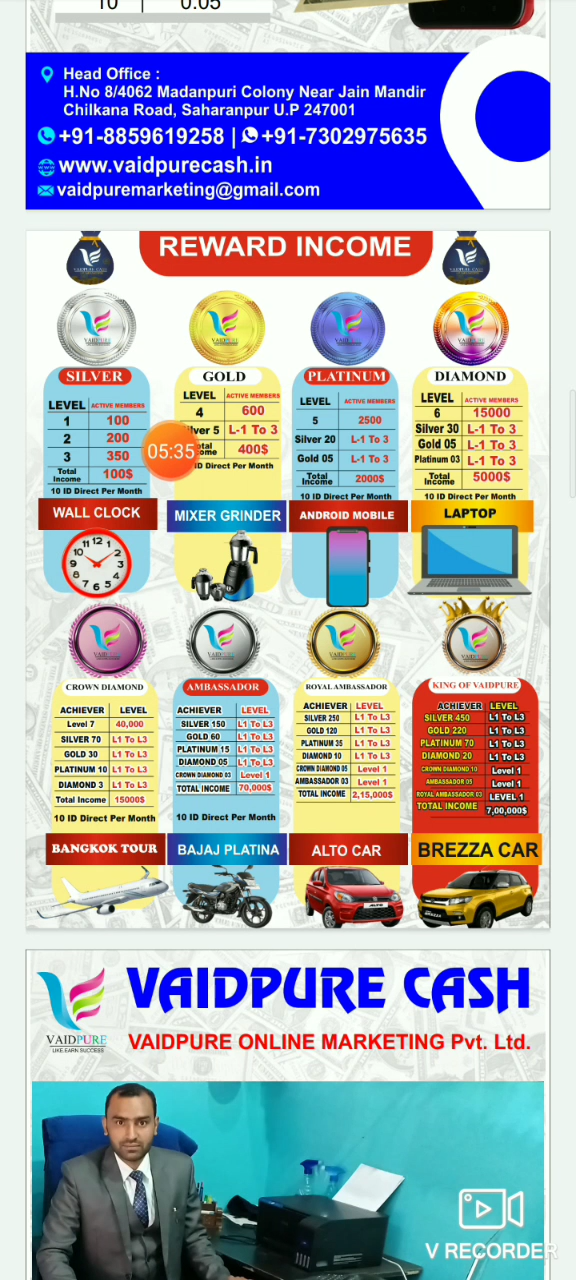 10 | 0.05
Head Office :
H.No 8/4062 Madanpuri Colony Near Jain Mandir
Chilkana Road, Saharanpur U.P 247001
+91-8859619258 | +91-7302975635
www.vaidpurecash.in
vaidpuremarketing@gmail.com
REWARD INCOME
SILVER
LEVEL ACTIVE MEMBERS
1 100
2 200
3 350
Total Income 100$
10 ID Direct Per Month
WALL CLOCK
GOLD
LEVEL ACTIVE MEMBERS
4 600
5 L-1 To 3
400$
ID Direct Per Month
MIXER GRINDER
05:35
PLATINUM
LEVEL ACTIVE MEMBERS
5 2500
Silver 20 L-1 To 3
Gold 05 L-1 To 3
Total Income 2000$
10 ID Direct Per Month
ANDROID MOBILE
DIAMOND
LEVEL ACTIVE MEMBERS
6 15000
Silver 30 L-1 To 3
Gold 05 L-1 To 3
Platinum 03 L-1 To 3
Total Income 5000$
10 ID Direct Per Month
LAPTOP
CROWN DIAMOND
ACHIEVER LEVEL
Level 7 40,000
SILVER 70 L1 To L3
GOLD 30 L1 To L3
PLATINUM 10 L1 To L3
DIAMOND 3 L1 To L3
Total Income 15000$
10 ID Direct Per Month
BANGKOK TOUR
AMBASSADOR
ACHIEVER LEVEL
SILVER 150 L1 To L3
GOLD 60 L1 To L3
PLATINUM 15 L1 To L3
DIAMOND 05 L1 To L3
CROWN DIAMOND 03 Level 1
TOTAL INCOME 70,000$
10 ID Direct Per Month
BAJAJ PLATINA
ROYAL AMBASSADOR
ACHIEVER LEVEL
SILVER 250 L1 To L3
GOLD 120 L1 To L3
PLATINUM 35 L1 To L3
DIAMOND 10 L1 To L3
CROWN DIAMOND 05 Level 1
AMBASSADOR 03 Level 1
TOTAL INCOME 2,15,000$
ALTO CAR
KING OF VAIDPURE
ACHIEVER LEVEL
SILVER 450 L1 To L3
GOLD 220 L1 To L3
PLATINUM 70 L1 To L3
DIAMOND 20 L1 To L3
CROWN DIAMOND 10 Level 1
AMBASSADOR 05 Level 1
ROYAL AMBASSADOR 03 LEVEL 1
TOTAL INCOME 7,00,000$
BREZZA CAR
VAIDPURE CASH
VAIDPURE ONLINE MARKETING Pvt. Ltd.
VAIDPURE
LIKE.EARN SUCCESS
V RECORDER